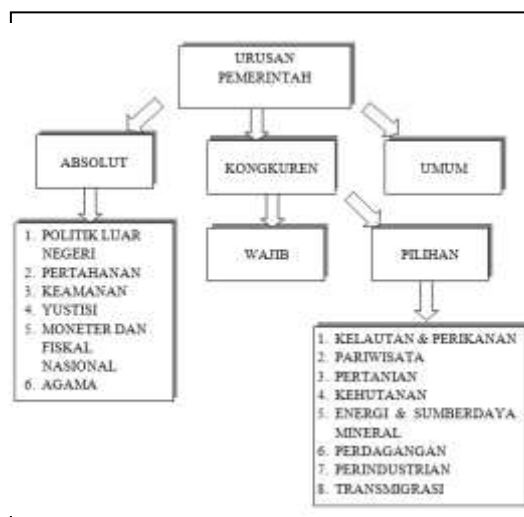 URUSAN
PEMERINTAH
ABSOLUT
KONGKUREN
UMUM
1. POLITIK LUAR
NEGERI
2. PERTAHANAN
3. KEAMANAN
4. YUSTISI
5. MONETER DAN
FISKAL
NASIONAL
6. AGAMA
WAJIB
PILIHAN
1. KELAUTAN & PERIKANAN
2. PARIWISATA
3. PERTANIAN
4. KEHUTANAN
5. ENERGI & SUMBERDAYA
MINERAL
6. PERDAGANGAN
7. PERINDUSTRIAN
8. TRANSMIGRASI